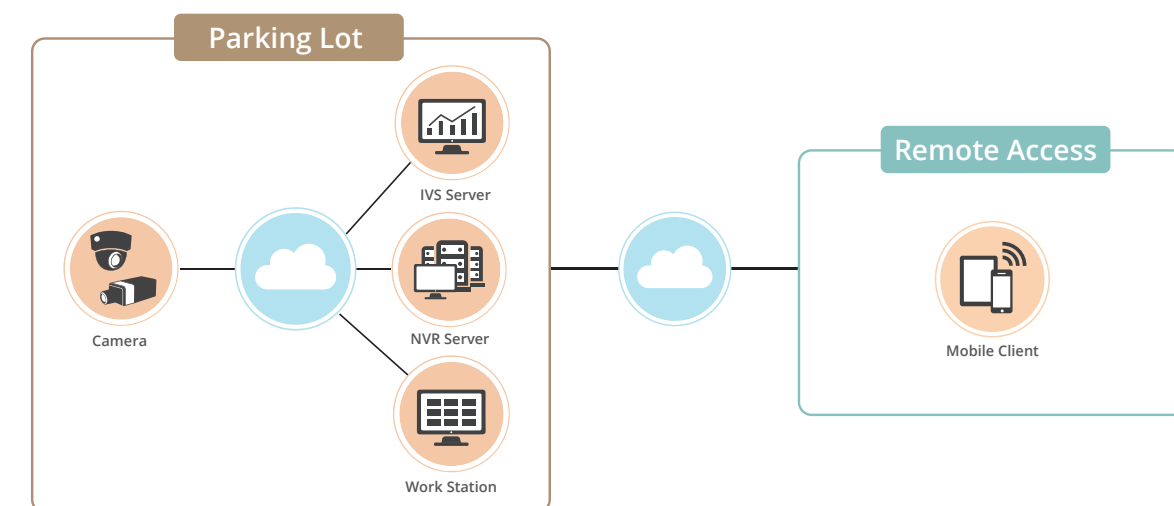 Parking Lot
Remote Access
IVS Server
Camera
NVR Server
Mobile Client
Work Station